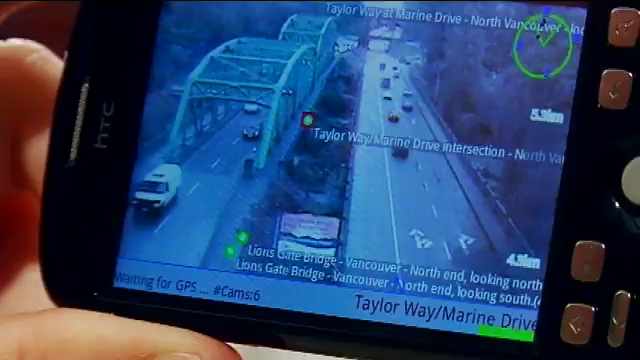 Taylor Way at Marine Drive - North Vancouver -
htc
5.3km
Taylor Way/Marine Drive intersection - North Va
Lions Gate Bridge - Vancouver - North end, looking north
4.3km
Lions Gate Bridge - Vancouver - North end, looking south.(
Waiting for GPS ... #Cams:6
Taylor Way/Marine Drive